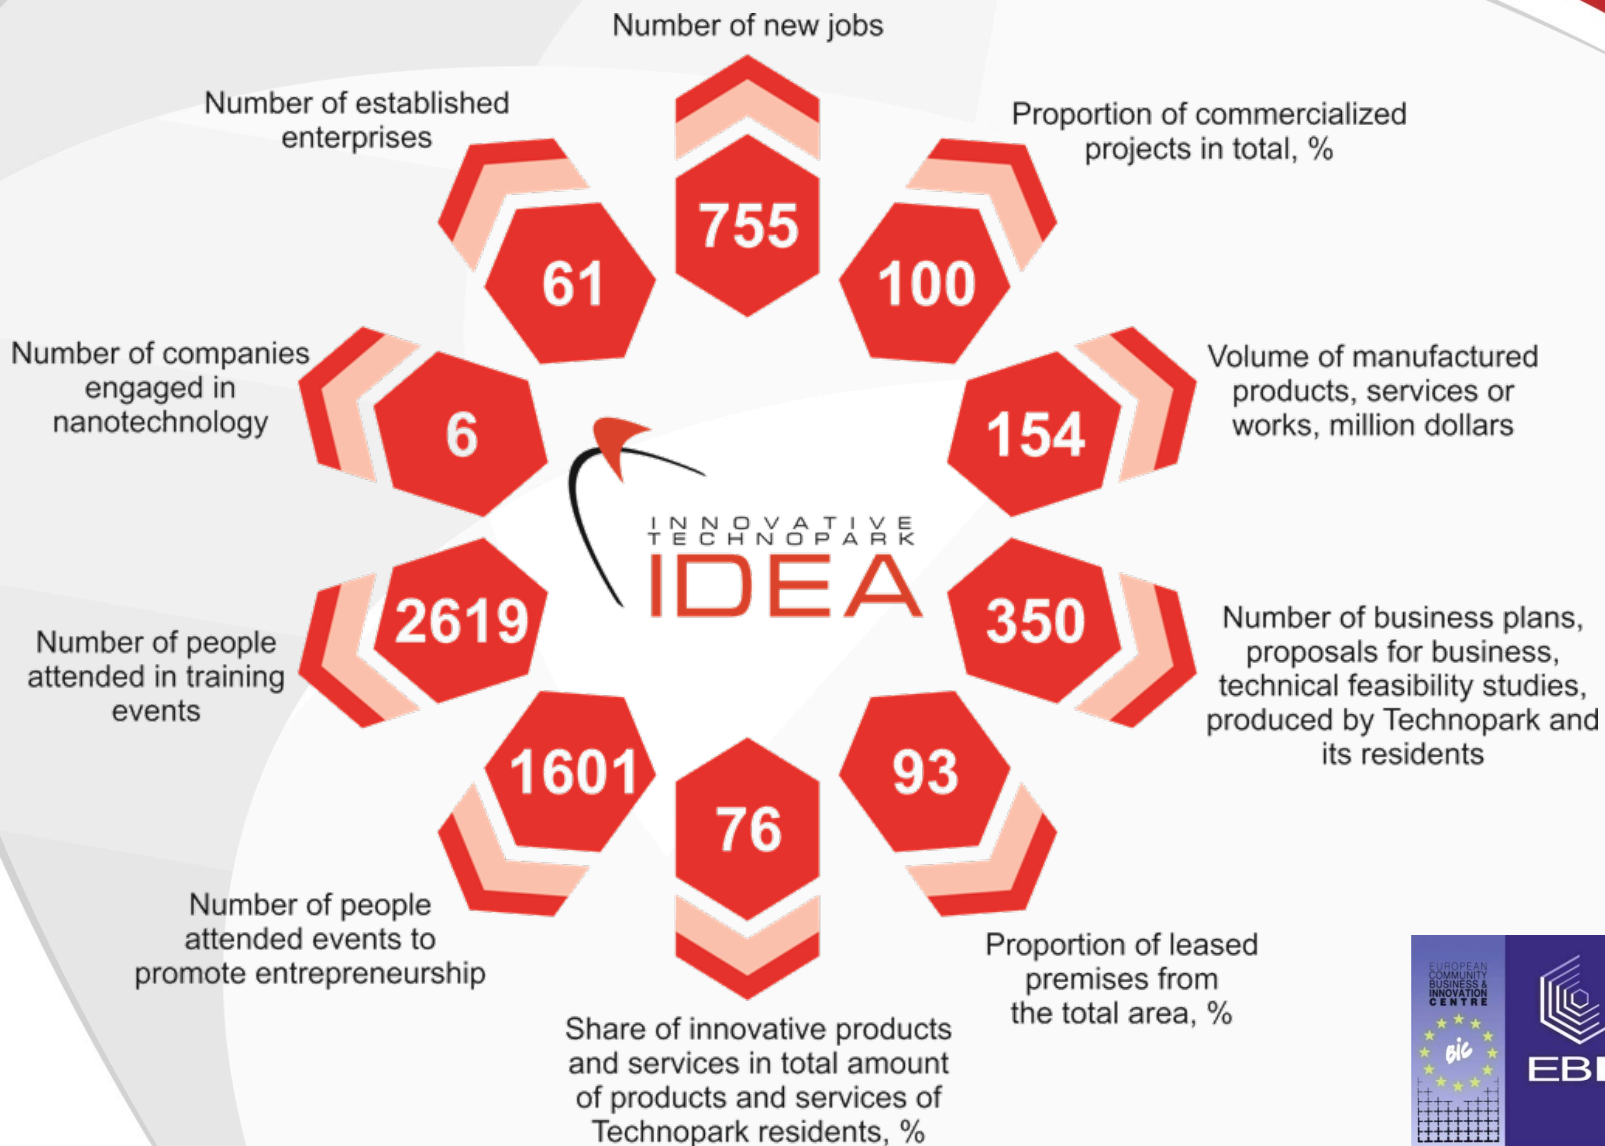 Number of new jobs
755
Number of established
enterprises
61
Proportion of commercialized
projects in total, %
100
Number of companies
engaged in
nanotechnology
6
Volume of manufactured
products, services or
works, million dollars
154
INNOVATIVE
TECHNOPARK
IDEA
Number of people
attended in training
events
2619
350
Number of business plans,
proposals for business,
technical feasibility studies,
produced by Technopark and
its residents
1601
Number of people
attended events to
promote entrepreneurship
76
Share of innovative products
and services in total amount
of products and services of
Technopark residents, %
93
Proportion of leased
premises from
the total area, %
EUROPEAN
COMMUNITY
BUSINESS &
INNOVATION
CENTRE
BIC